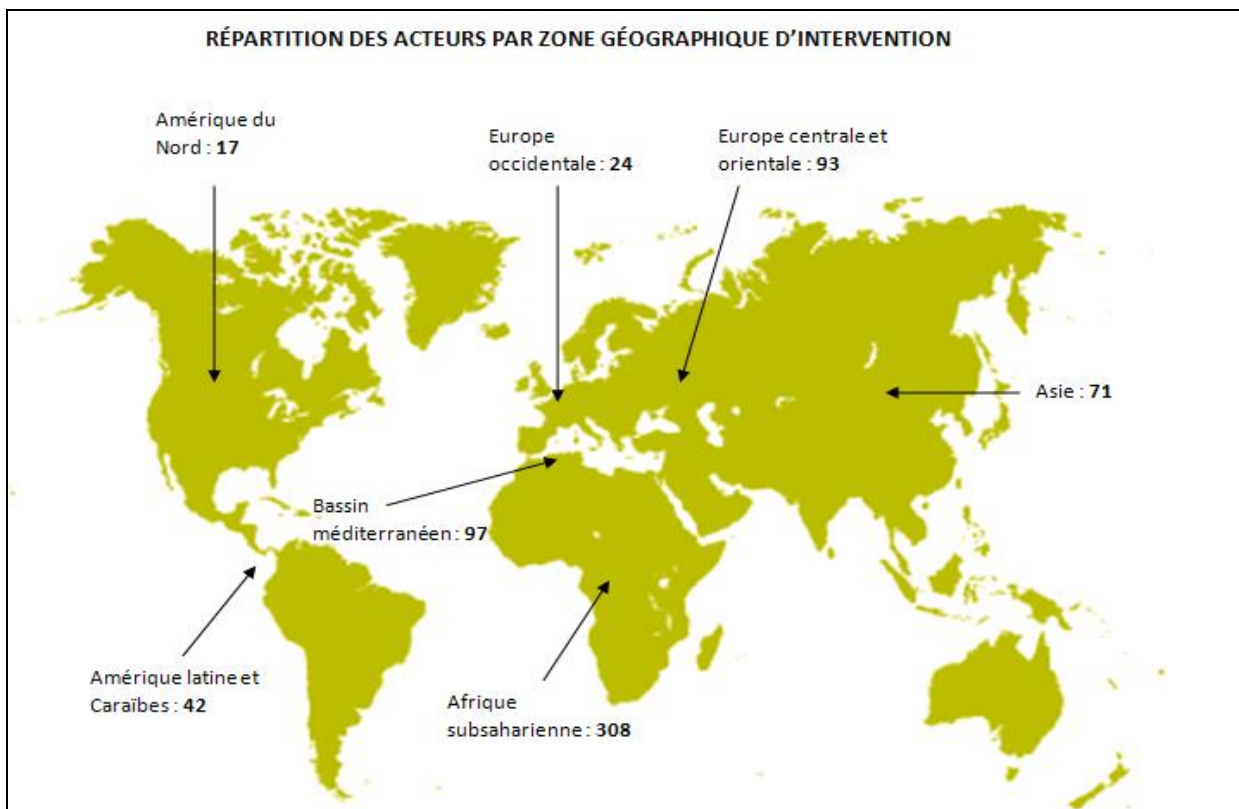 RÉPARTITION DES ACTEURS PAR ZONE GÉOGRAPHIQUE D’INTERVENTION
Amérique du
Nord : 17
Europe
occidentale : 24
Europe centrale et
orientale : 93
Asie : 71
Bassin
méditerranéen : 97
Amérique latine et
Caraïbes : 42
Afrique
subsaharienne : 308